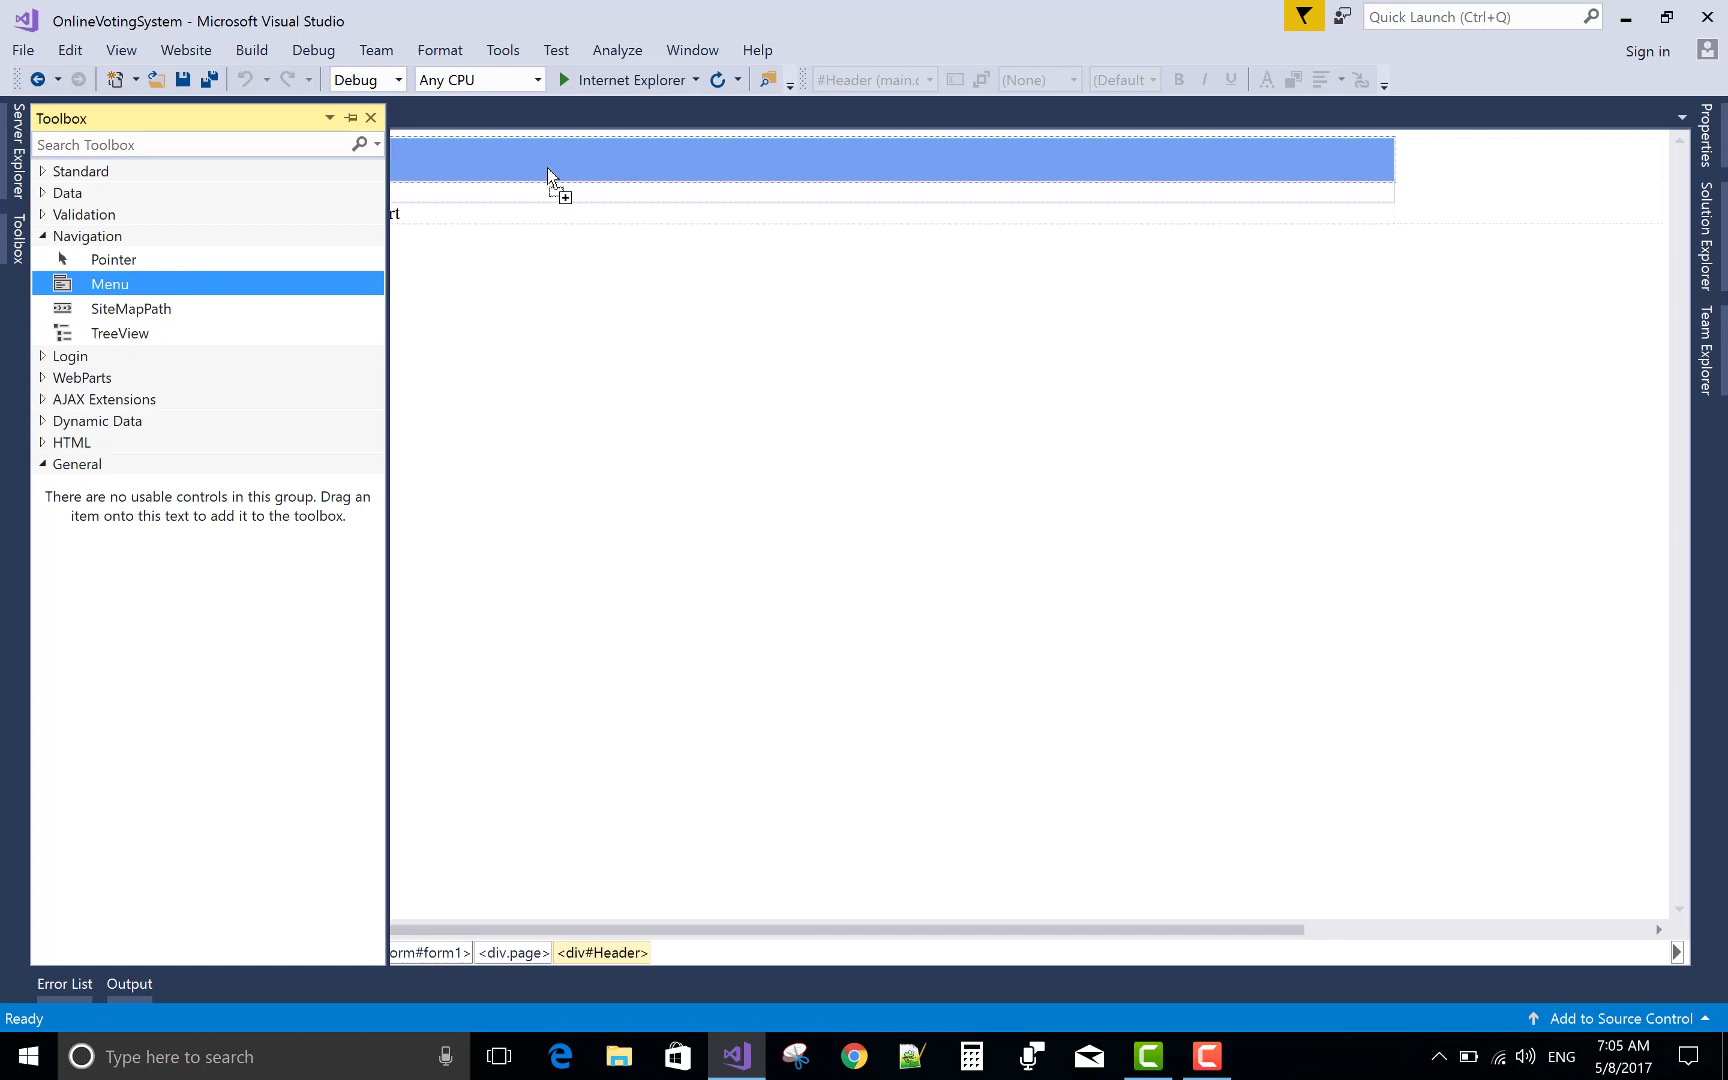 OnlineVotingSystem - Microsoft Visual Studio
Quick Launch (Ctrl+Q)
File Edit View Website Build Debug Team Format Tools Test Analyze Window Help
Sign in
Debug Any CPU Internet Explorer #Header (main.c (None) (Default B I U A
Toolbox
Search Toolbox
Standard
Data
Validation
Navigation
Pointer
Menu
SiteMapPath
TreeView
Login
WebParts
AJAX Extensions
Dynamic Data
HTML
General
There are no usable controls in this group. Drag an
item onto this text to add it to the toolbox.
Server Explorer
Toolbox
rt
Properties
Solution Explorer
Team Explorer
orm#form1> <div.page> <div#Header>
Error List Output
Ready
Add to Source Control
Type here to search
ENG
7:05 AM
5/8/2017